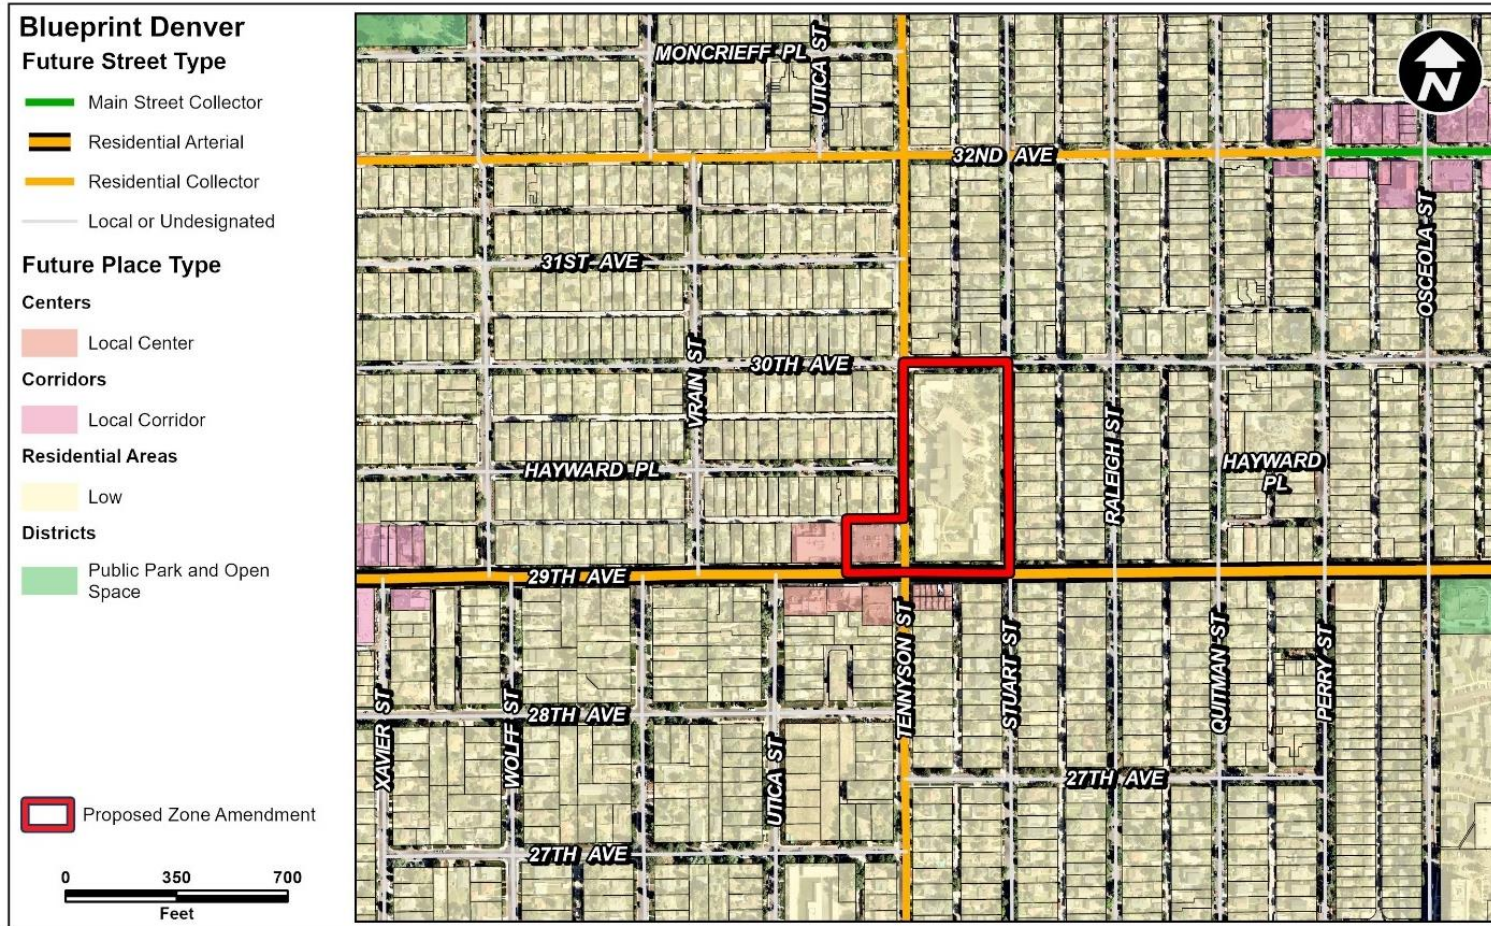 Blueprint Denver
Future Street Type
Main Street Collector
Residential Arterial
Residential Collector
Local or Undesignated
Future Place Type
Centers
Local Center
Corridors
Local Corridor
Residential Areas
Low
Districts
Public Park and Open
Space
Proposed Zone Amendment
0 350 700
Feet
N
MONCRIEFF PL
UTICA ST
32ND AVE
31ST AVE
OSCEOLA ST
30TH AVE
VRAIN ST
HAYWARD PL
RALEIGH ST
HAYWARD
PL
29TH AVE
TENNYSON ST
STUART ST
QUITMAN ST
PERRY ST
XAVIER ST
WOLFF ST
28TH AVE
UTICA ST
27TH AVE
27TH AVE